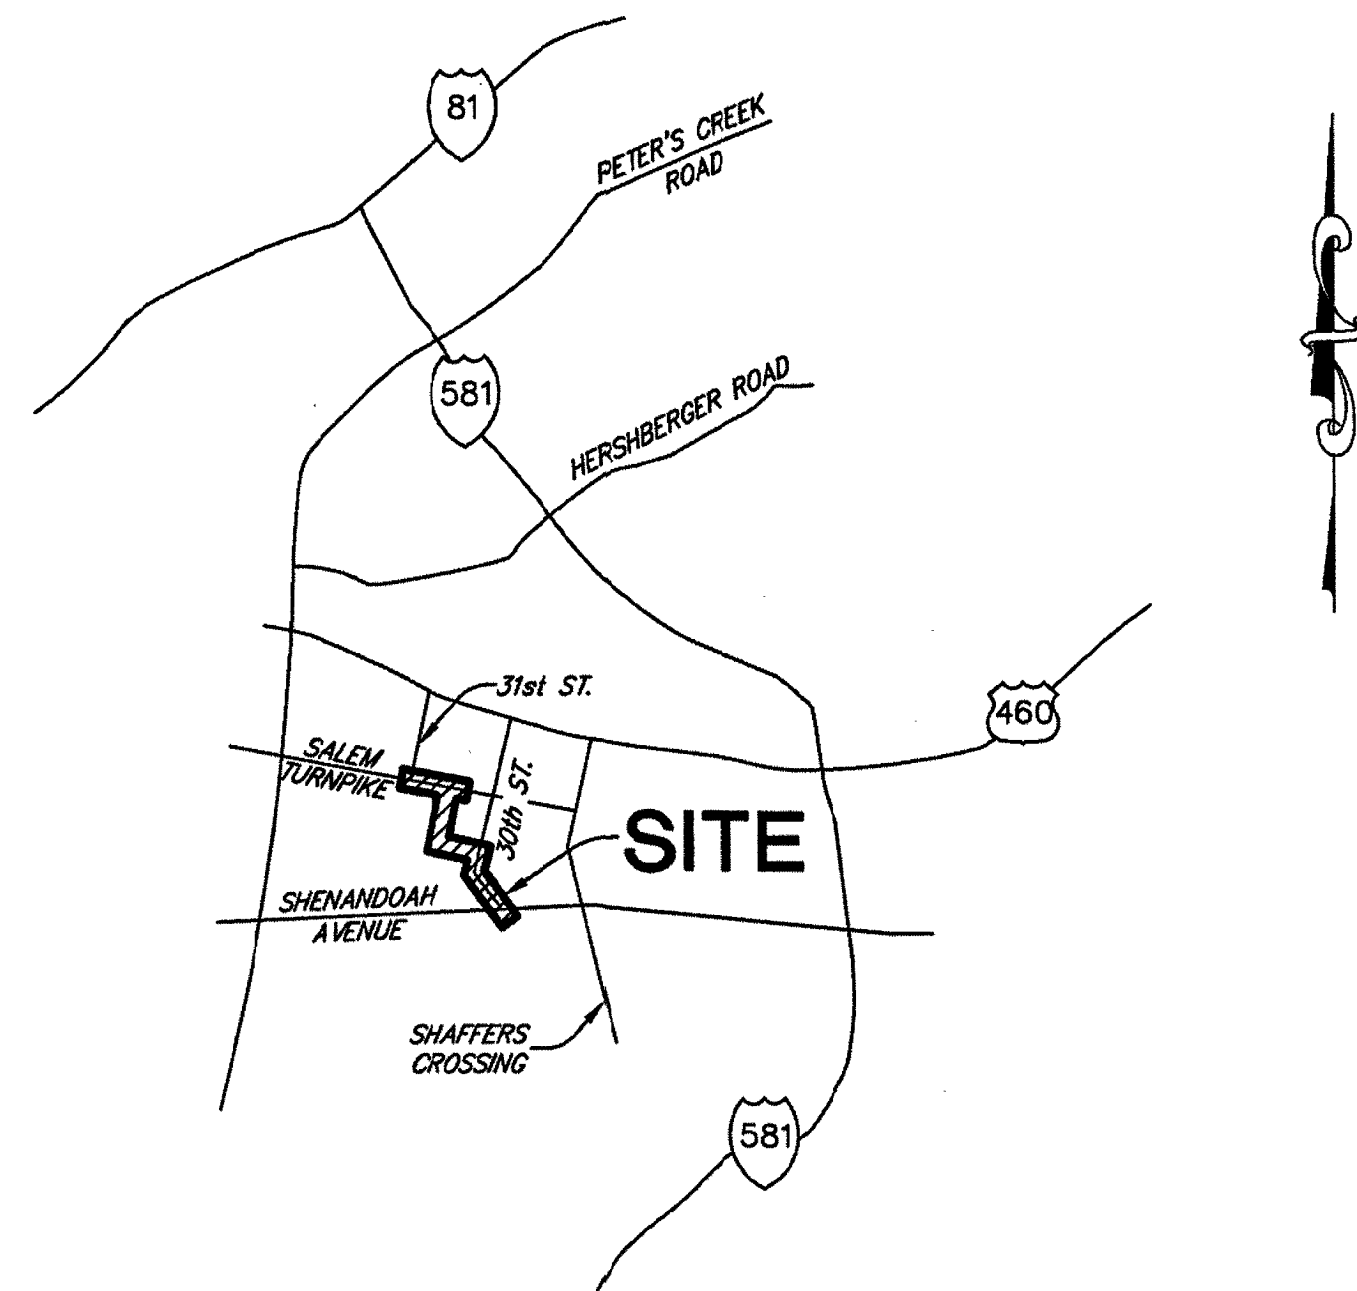 81
PETER'S CREEK
ROAD
581
HERSHBERGER ROAD
31st ST.
460
SALEM
TURNPIKE
30th ST.
SITE
SHENANDOAH
AVENUE
SHAFFERS
CROSSING
581